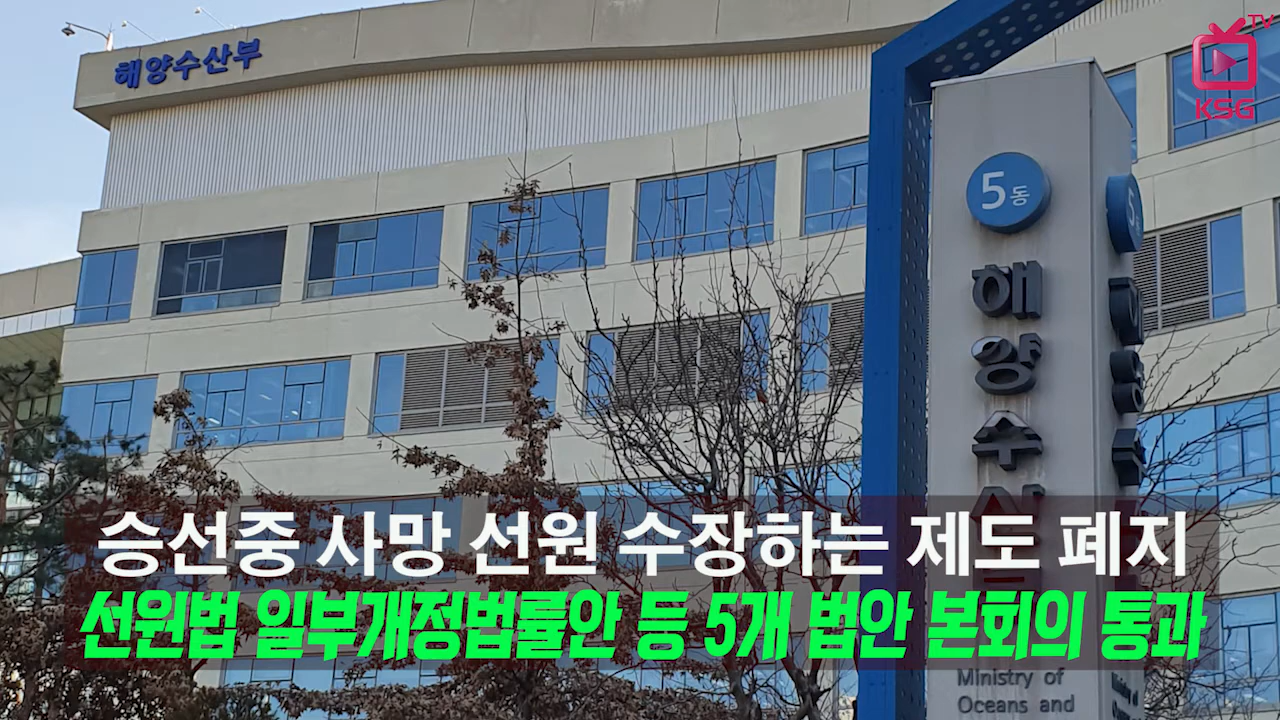 해양수산부
TV
KSG
5동
해양수산
승선중 사망 선원 수장하는 제도 폐지
선원법 일부개정법률안 등 5개 법안 본회의 통과
Ministry of
Oceans and